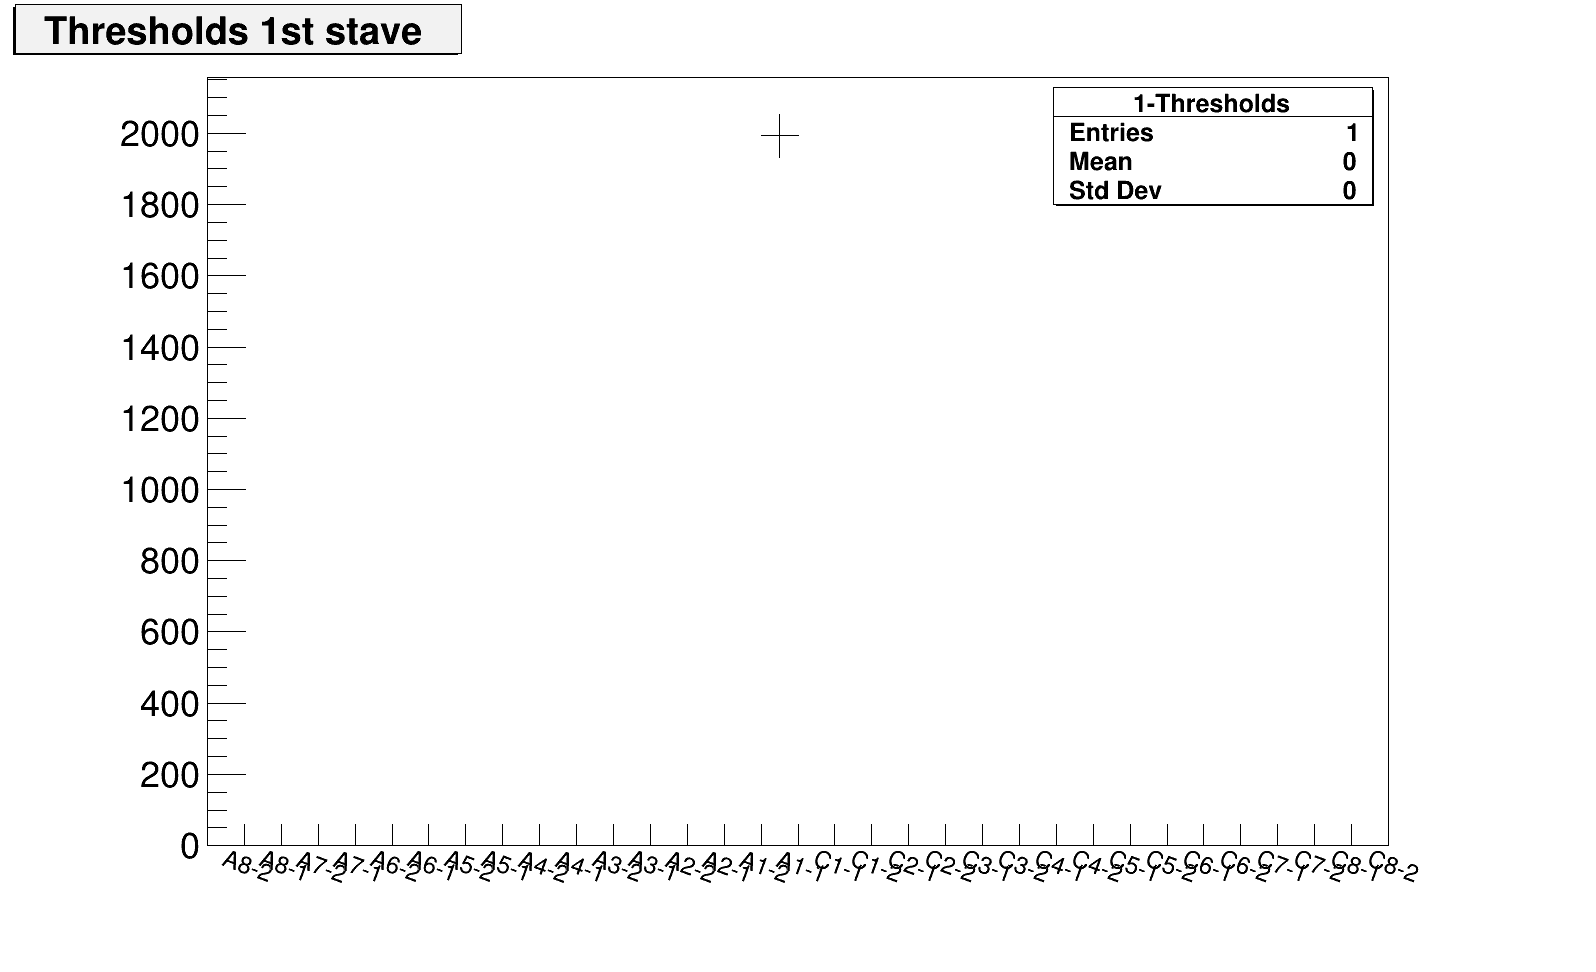 Thresholds 1st stave
1-Thresholds
Entries 1
Mean 0
Std Dev 0
2000
1800
1600
1400
1200
1000
800
600
400
200
0
A8-2 A8-1 A7-2 A7-1 A6-2 A6-1 A5-2 A5-1 A4-2 A4-1 A3-2 A3-1 A2-2 A2-1 A1-2 A1-1 C1-1 C1-2 C2-1 C2-2 C3-1 C3-2 C4-1 C4-2 C5-1 C5-2 C6-1 C6-2 C7-1 C7-2 C8-1 C8-2